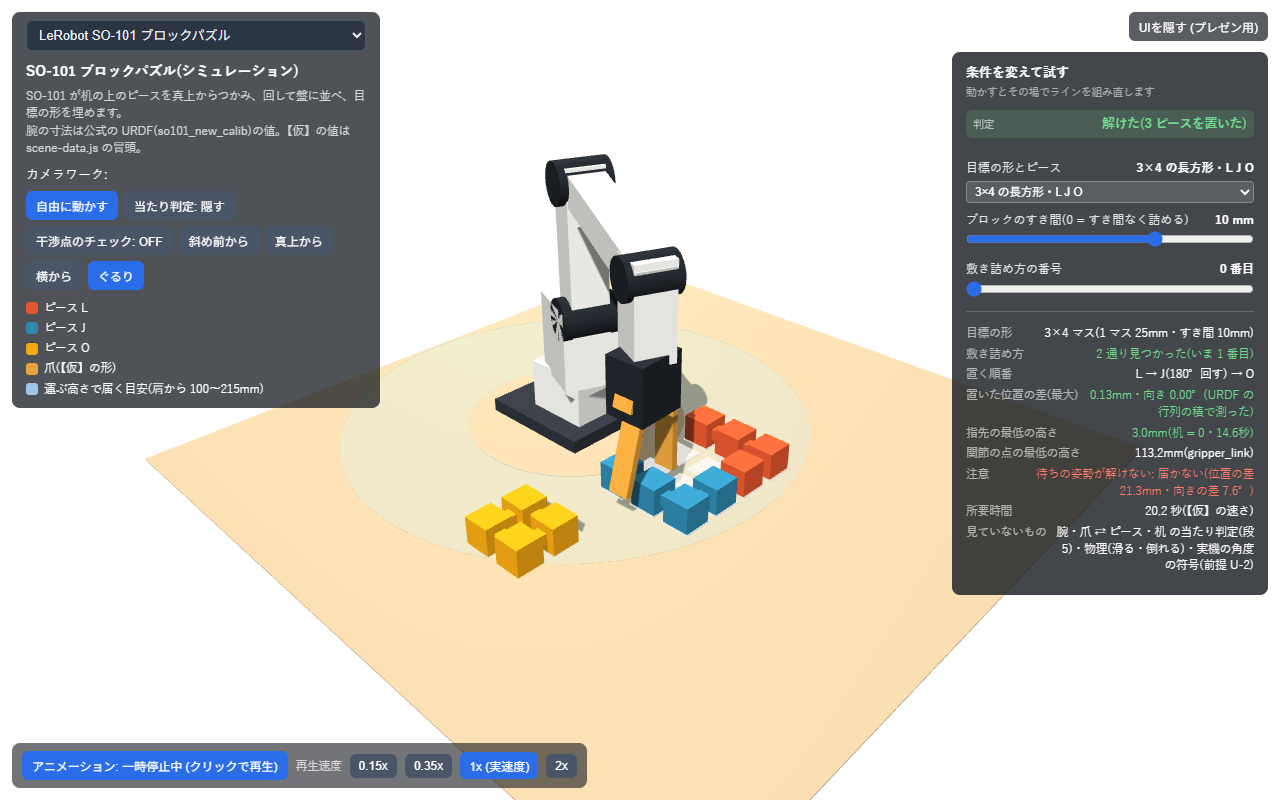 LeRobot SO-101 ブロックパズル
SO-101 ブロックパズル(シミュレーション)
SO-101 が机の上のピースを真上からつかみ、回して盤に並べ、目
標の形を埋めます。
腕の寸法は公式の URDF(so101_new_calib)の値。【仮】の値は
scene-data.js の冒頭。
カメラワーク:
自由に動かす
当たり判定: 隠す
干渉点のチェック: OFF
斜め前から
真上から
横から
ぐるり
ピース L
ピース J
ピース O
爪(【仮】の形)
運ぶ高さで届く目安(肩から 100〜215mm)
UIを隠す (プレゼン用)
条件を変えて試す
動かすとその場でラインを組み直します
判定 解けた(3 ピースを置いた)
目標の形とピース 3×4 の長方形・L J O
3×4 の長方形・L J O
ブロックのすき間(0 = すき間なく詰める) 10 mm
敷き詰め方の番号 0 番目
目標の形 3×4 マス(1 マス 25mm・すき間 10mm)
敷き詰め方 2 通り見つかった(いま 1 番目)
置く順番 L → J(180° 回す) → O
置いた位置の差(最大) 0.13mm・向き 0.00°(URDF の
行列の積で測った)
指先の最低の高さ 3.0mm(机 = 0・14.6秒)
関節の点の最低の高さ 113.2mm(gripper_link)
注意 待ちの姿勢が解けない: 届かない(位置の差
21.3mm・向きの差 7.6°)
所要時間 20.2 秒(【仮】の速さ)
見ていないもの 腕・爪 ⇄ ピース・机 の当たり判定(段
5)・物理(滑る・倒れる)・実機の角度
の符号(前提 U-2)
アニメーション: 一時停止中 (クリックで再生)
再生速度
0.15x
0.35x
1x (実速度)
2x